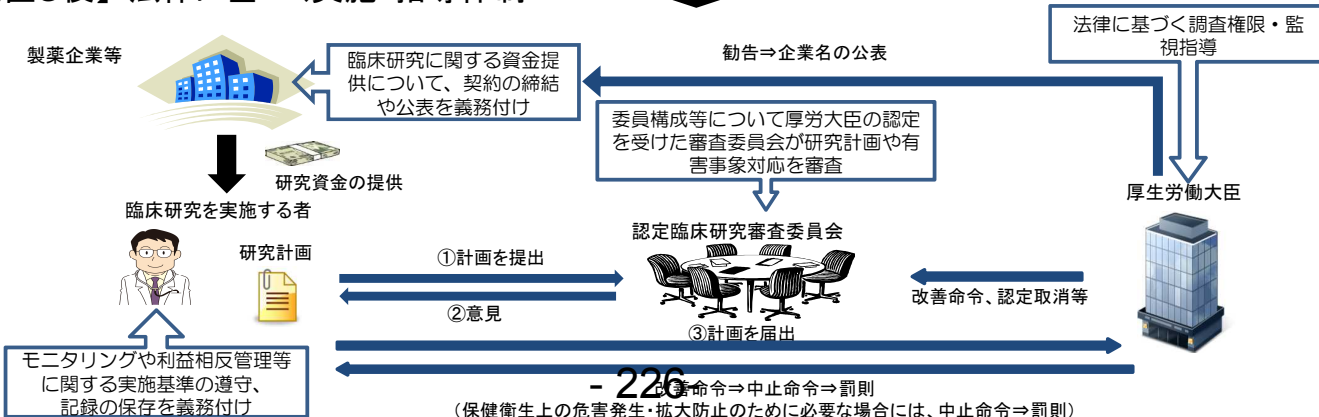 製薬企業等
臨床研究に関する資金提
供について、契約の締結
や公表を義務付け
勧告⇒企業名の公表
法律に基づく調査権限・監
視指導
委員構成等について厚労大臣の認定
を受けた審査委員会が研究計画や有
害事象対応を審査
研究資金の提供
厚生労働大臣
臨床研究を実施する者
認定臨床研究審査委員会
研究計画
①計画を提出
②意見
改善命令、認定取消等
③計画を届出
モニタリングや利益相反管理等
に関する実施基準の遵守、
記録の保存を義務付け
- 226-
改善命令⇒中止命令⇒罰則
（保健衛生上の危害発生・拡大防止のために必要な場合には、中止命令⇒罰則）